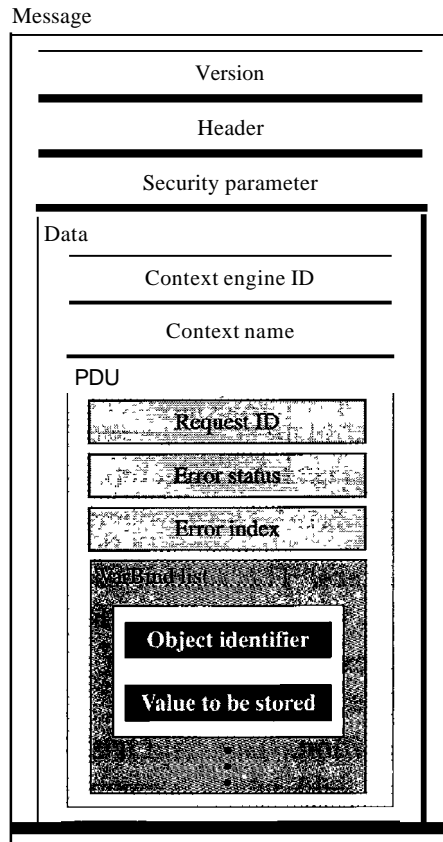 Message
Version
Header
Security parameter
Data
Context engine ID
Context name
PDU
Request ID
Error status
Error index
VarBind list
Object identifier
Value to be stored